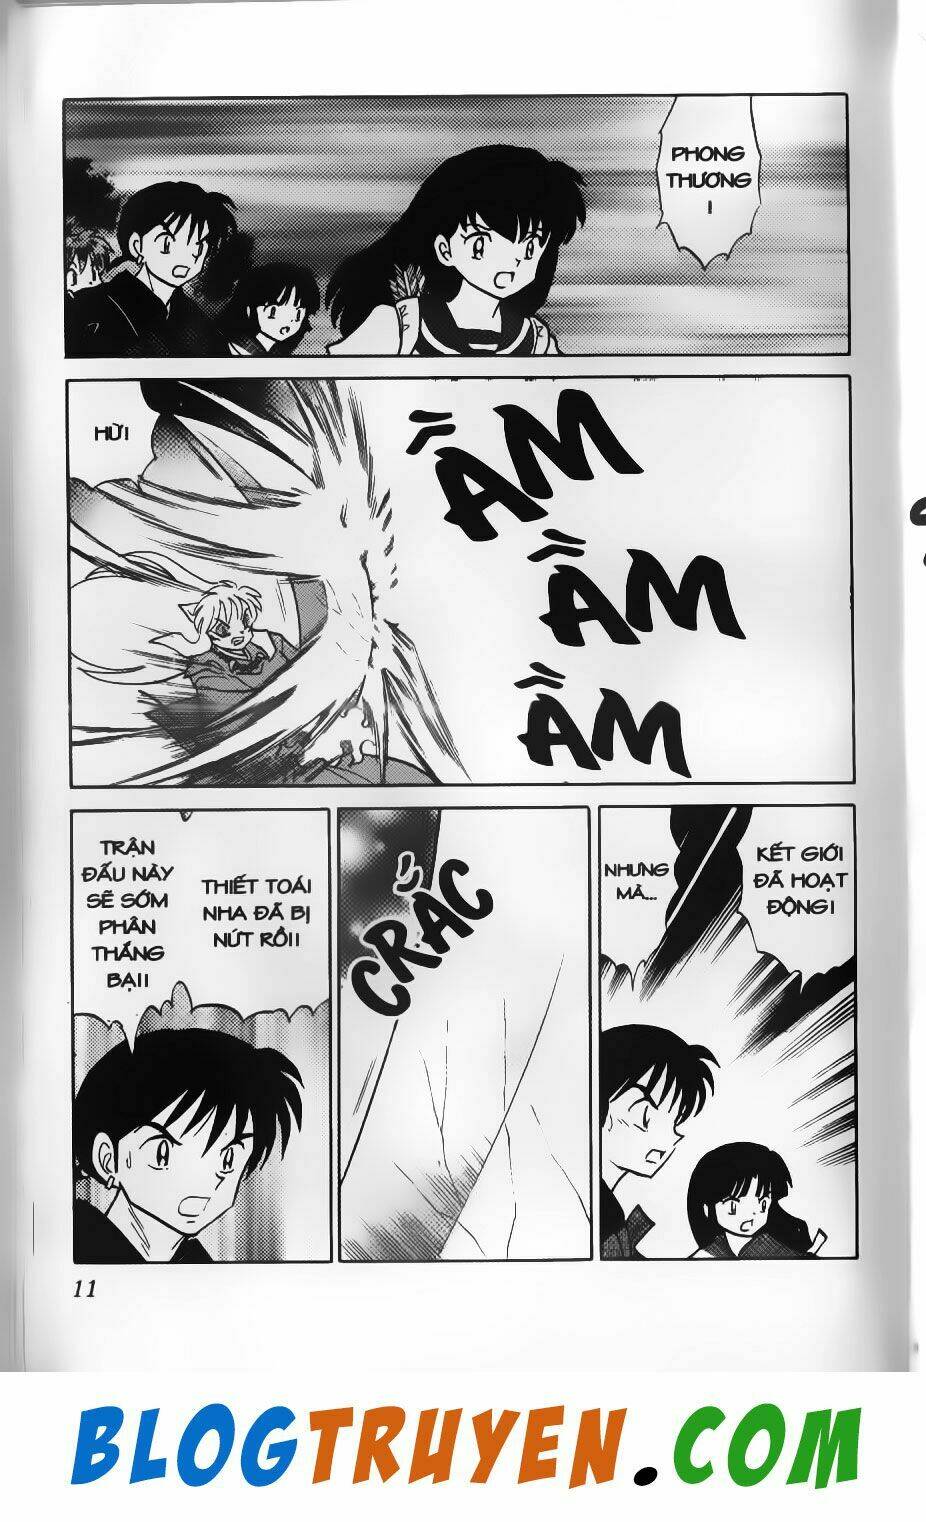 PHONG
THƯƠNG
!
HỪ!
ẦM
ẦM
ẦM
KẾT GIỚI
ĐÃ HOẠT
ĐỘNG!
NHƯNG
MÀ...
CRẮC
THIẾT TOÁI
NHA ĐÃ BỊ
NỨT RỒI!
TRẬN
ĐẤU NÀY
SẼ SỚM
PHÂN
THẮNG
BẠI!
11
BLOGTRUYEN.COM